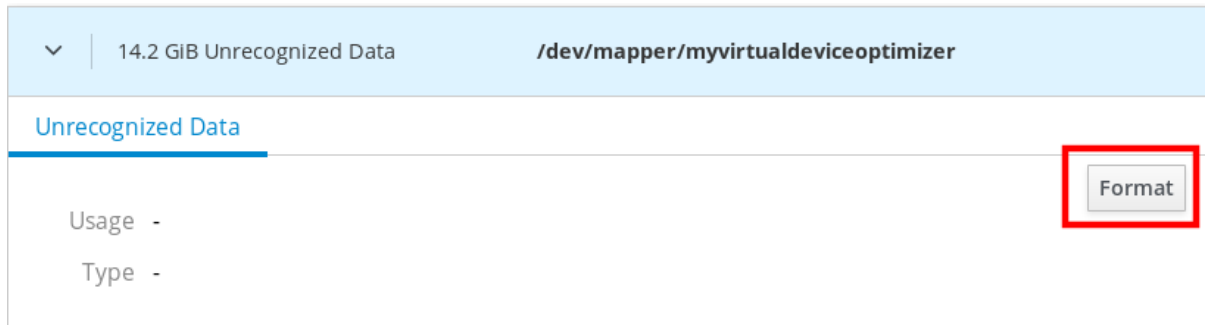 14.2 GiB Unrecognized Data /dev/mapper/myvirtualdeviceoptimizer
Unrecognized Data
Format
Usage -
Type -